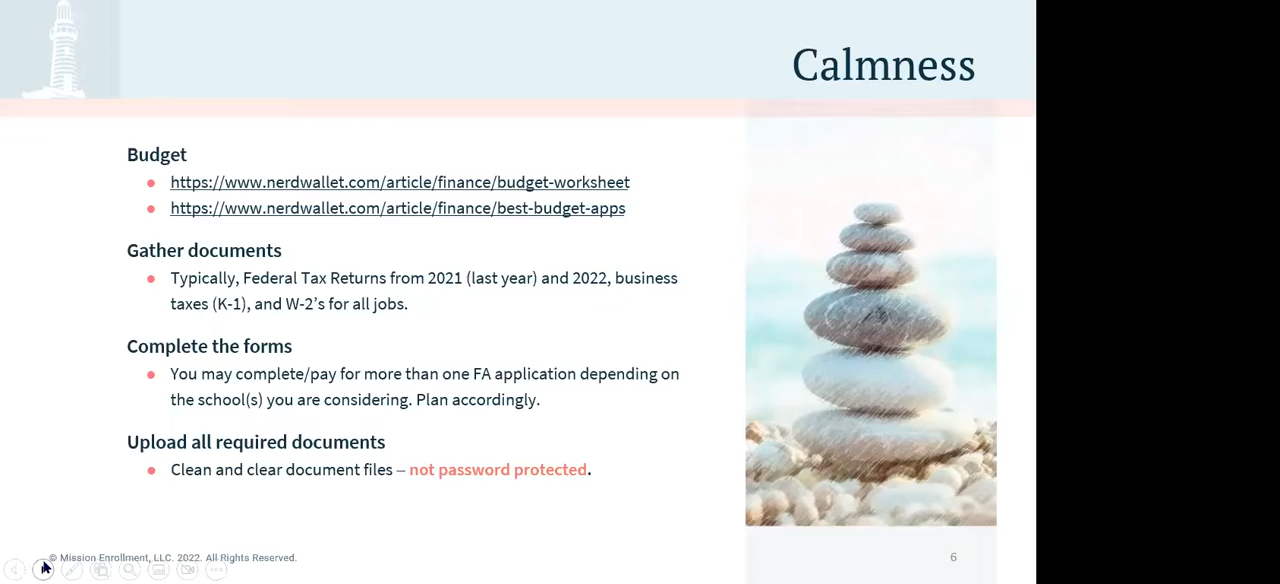 Calmness
Budget
https://www.nerdwallet.com/article/finance/budget-worksheet
https://www.nerdwallet.com/article/finance/best-budget-apps
Gather documents
Typically, Federal Tax Returns from 2021 (last year) and 2022, business
taxes (K-1), and W-2’s for all jobs.
Complete the forms
You may complete/pay for more than one FA application depending on
the school(s) you are considering. Plan accordingly.
Upload all required documents
Clean and clear document files – not password protected.
© Mission Enrollment, LLC. 2022. All Rights Reserved.
6